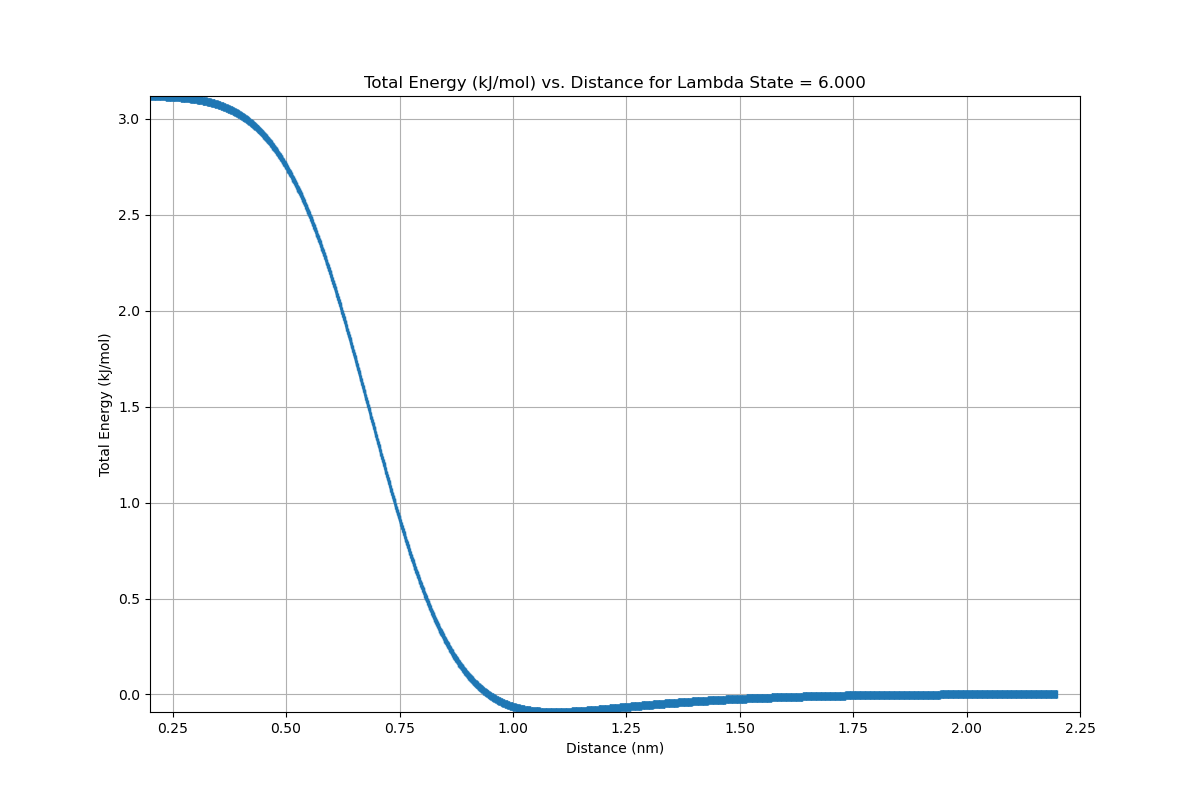 Total Energy (kJ/mol) vs. Distance for Lambda State = 6.000
3.0
2.5
2.0
1.5
1.0
0.5
0.0
Total Energy (kJ/mol)
0.25 0.50 0.75 1.00 1.25 1.50 1.75 2.00 2.25
Distance (nm)